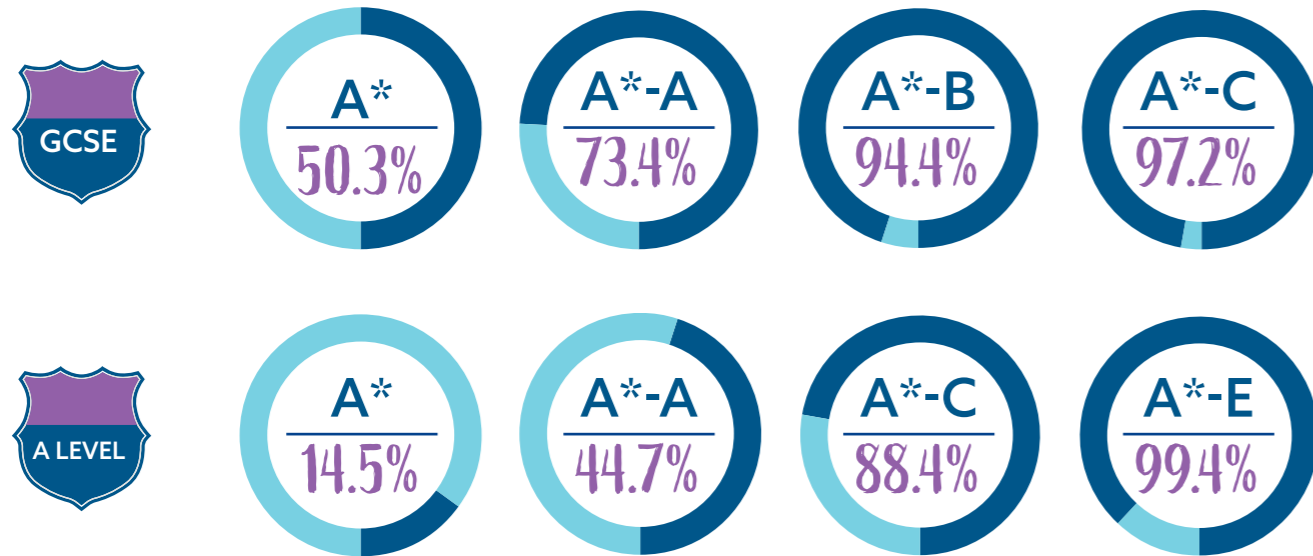 GCSE
A*
50.3%
A*-A
73.4%
A*-B
94.4%
A*-C
97.2%
A LEVEL
A*
14.5%
A*-A
44.7%
A*-C
88.4%
A*-E
99.4%